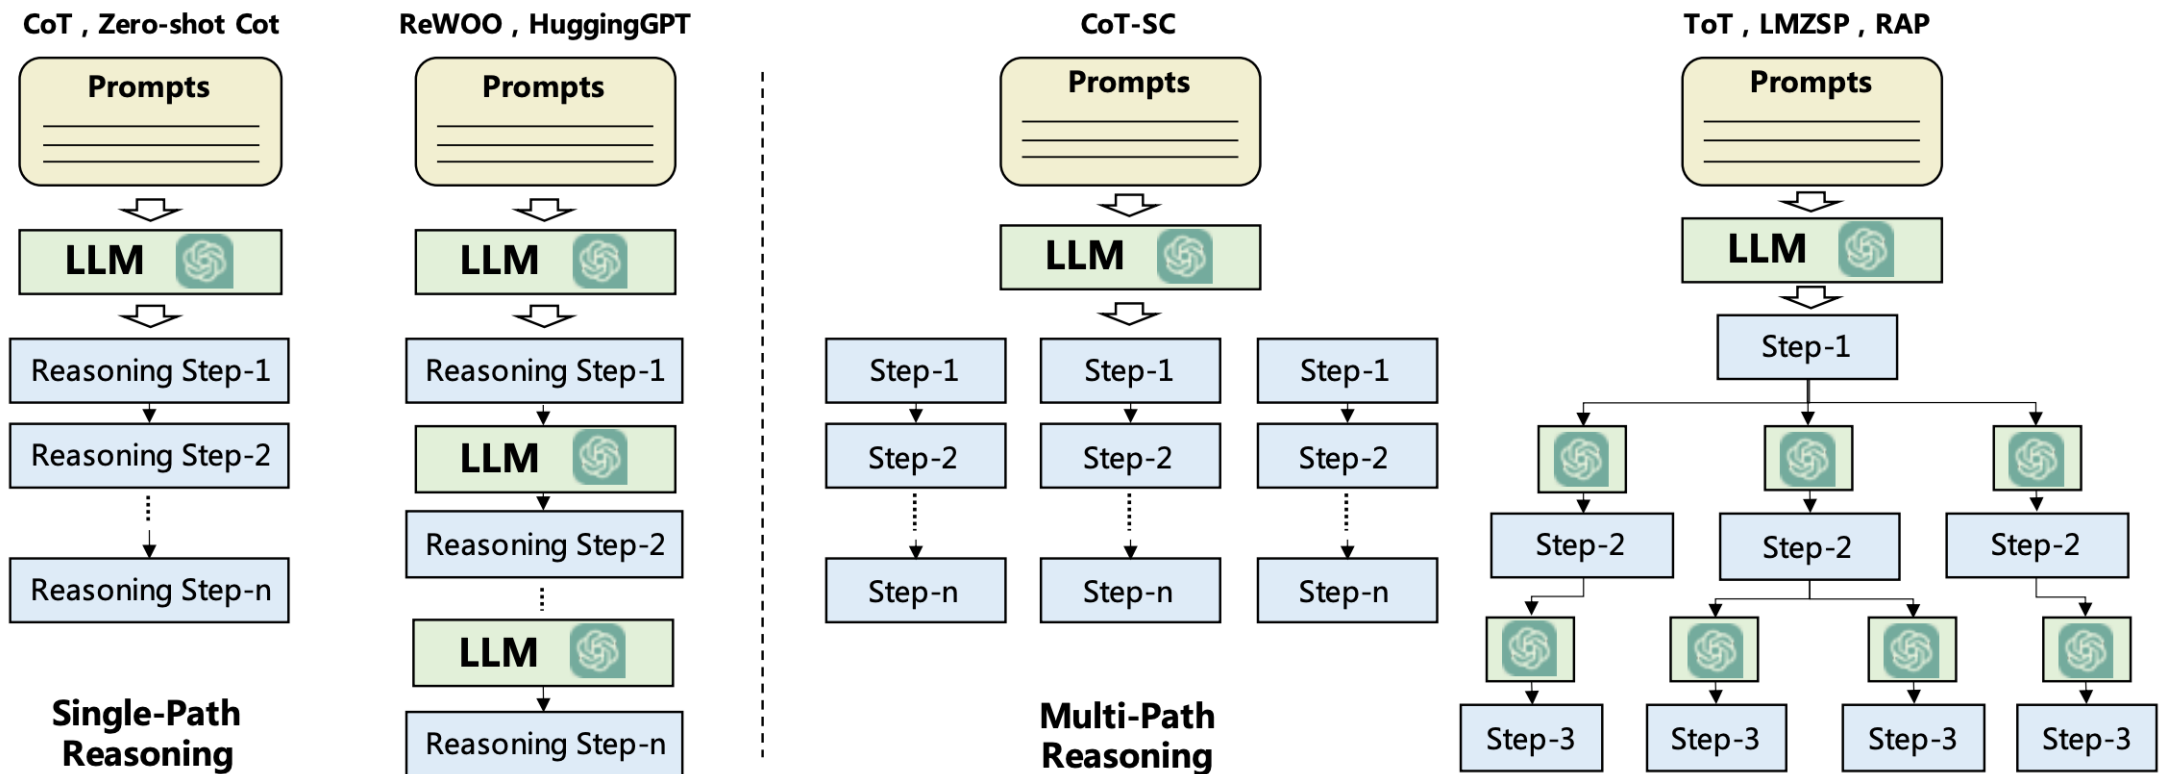 CoT , Zero-shot Cot
Prompts
LLM
Reasoning Step-1
Reasoning Step-2
Reasoning Step-n
Single-Path
Reasoning
ReWOO , HuggingGPT
Prompts
LLM
Reasoning Step-1
LLM
Reasoning Step-2
LLM
Reasoning Step-n
CoT-SC
Prompts
LLM
Step-1
Step-1
Step-1
Step-2
Step-2
Step-2
Step-n
Step-n
Step-n
Multi-Path
Reasoning
ToT , LMZSP , RAP
Prompts
LLM
Step-1
Step-2
Step-2
Step-2
Step-3
Step-3
Step-3
Step-3